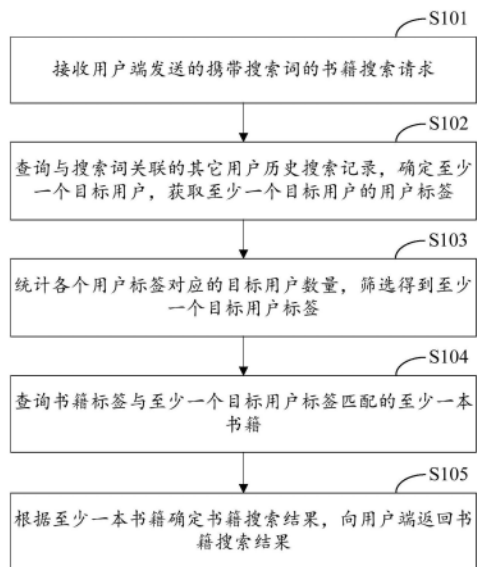 S101
接收用户端发送的携带搜索词的书籍搜索请求
S102
查询与搜索词关联的其它用户历史搜索记录,确定至少
一个目标用户,获取至少一个目标用户的用户标签
S103
统计各个用户标签对应的目标用户数量,筛选得到至少
一个目标用户标签
S104
查询书籍标签与至少一个目标用户标签匹配的至少一本
书籍
S105
根据至少一本书籍确定书籍搜索结果,向用户端返回书
籍搜索结果